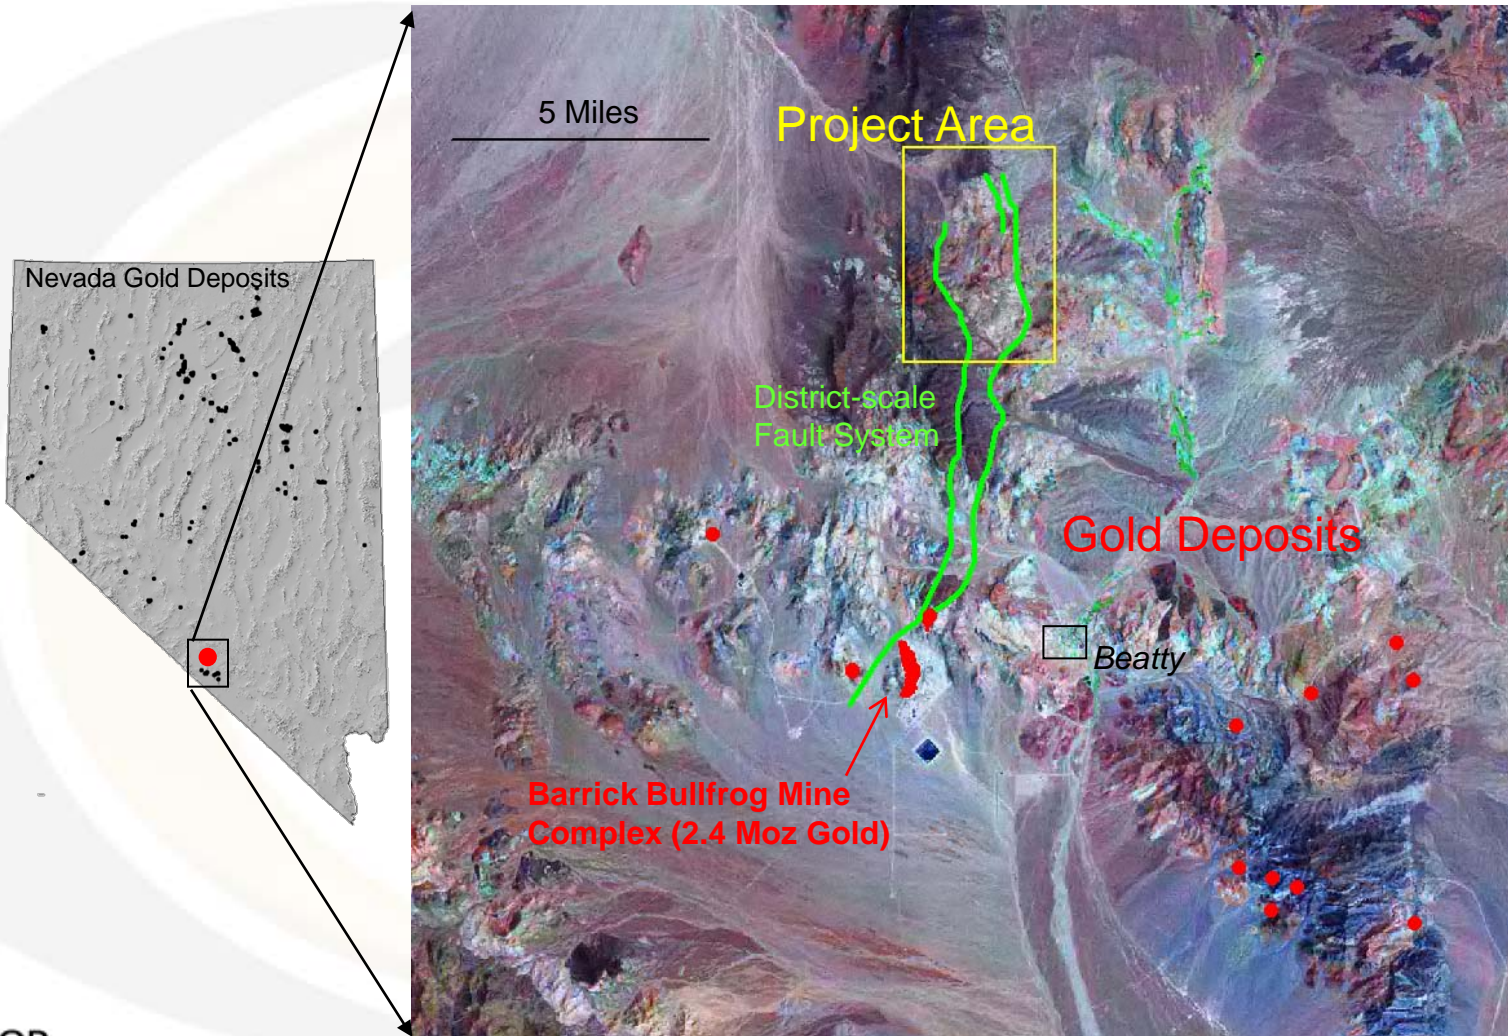 5 Miles
Project Area
Nevada Gold Deposits
District-scale
Fault System
Gold Deposits
Beatty
Barrick Bullfrog Mine
Complex (2.4 Moz Gold)